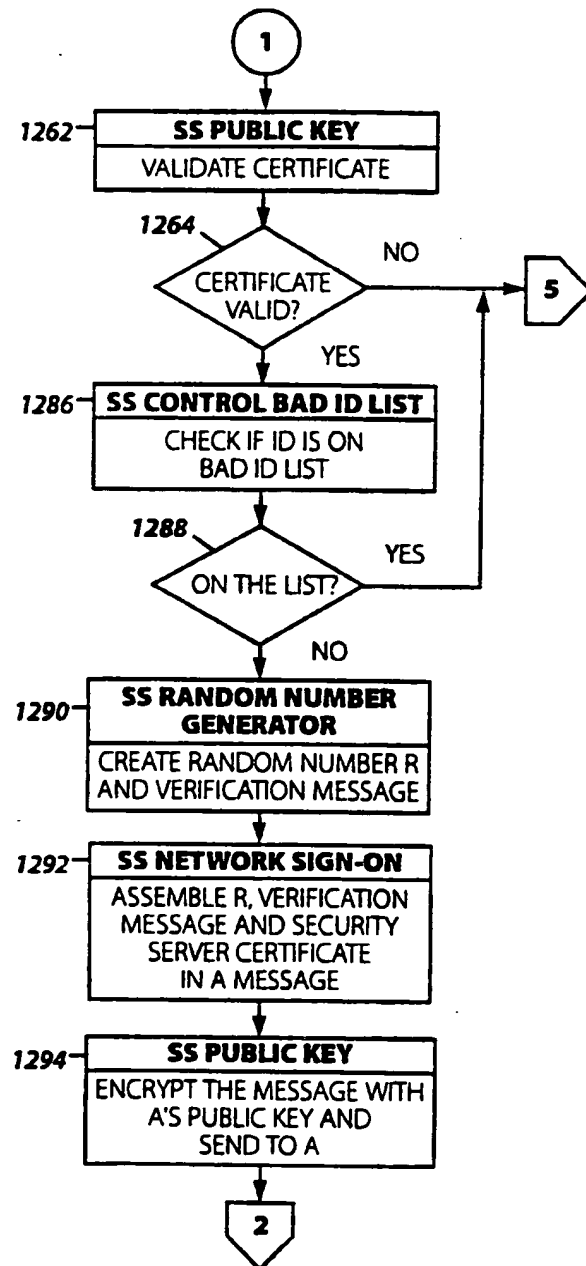 1
1262
SS PUBLIC KEY
VALIDATE CERTIFICATE
1264
CERTIFICATE
VALID?
NO
5
YES
1286
SS CONTROL BAD ID LIST
CHECK IF ID IS ON
BAD ID LIST
1288
ON THE LIST?
YES
NO
1290
SS RANDOM NUMBER
GENERATOR
CREATE RANDOM NUMBER R
AND VERIFICATION MESSAGE
1292
SS NETWORK SIGN-ON
ASSEMBLE R, VERIFICATION
MESSAGE AND SECURITY
SERVER CERTIFICATE
IN A MESSAGE
1294
SS PUBLIC KEY
ENCRYPT THE MESSAGE WITH
A'S PUBLIC KEY AND
SEND TO A
2